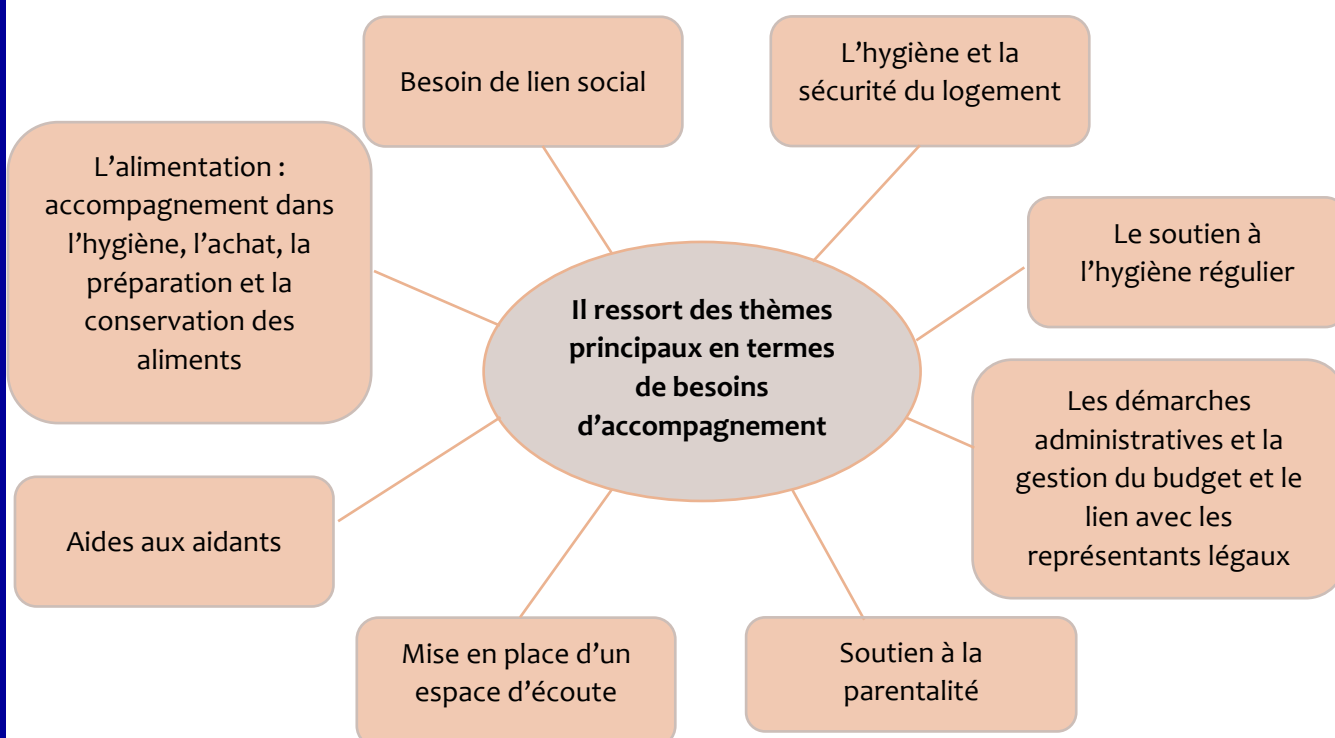 Besoin de lien social
L’hygiène et la
sécurité du logement
L’alimentation :
accompagnement dans
l’hygiène, l’achat, la
préparation et la
conservation des
aliments
Le soutien à
l’hygiène régulier
Il ressort des thèmes
principaux en termes
de besoins
d’accompagnement
Les démarches
administratives et la
gestion du budget et le
lien avec les
représentants légaux
Aides aux aidants
Mise en place d’un
espace d’écoute
Soutien à la
parentalité